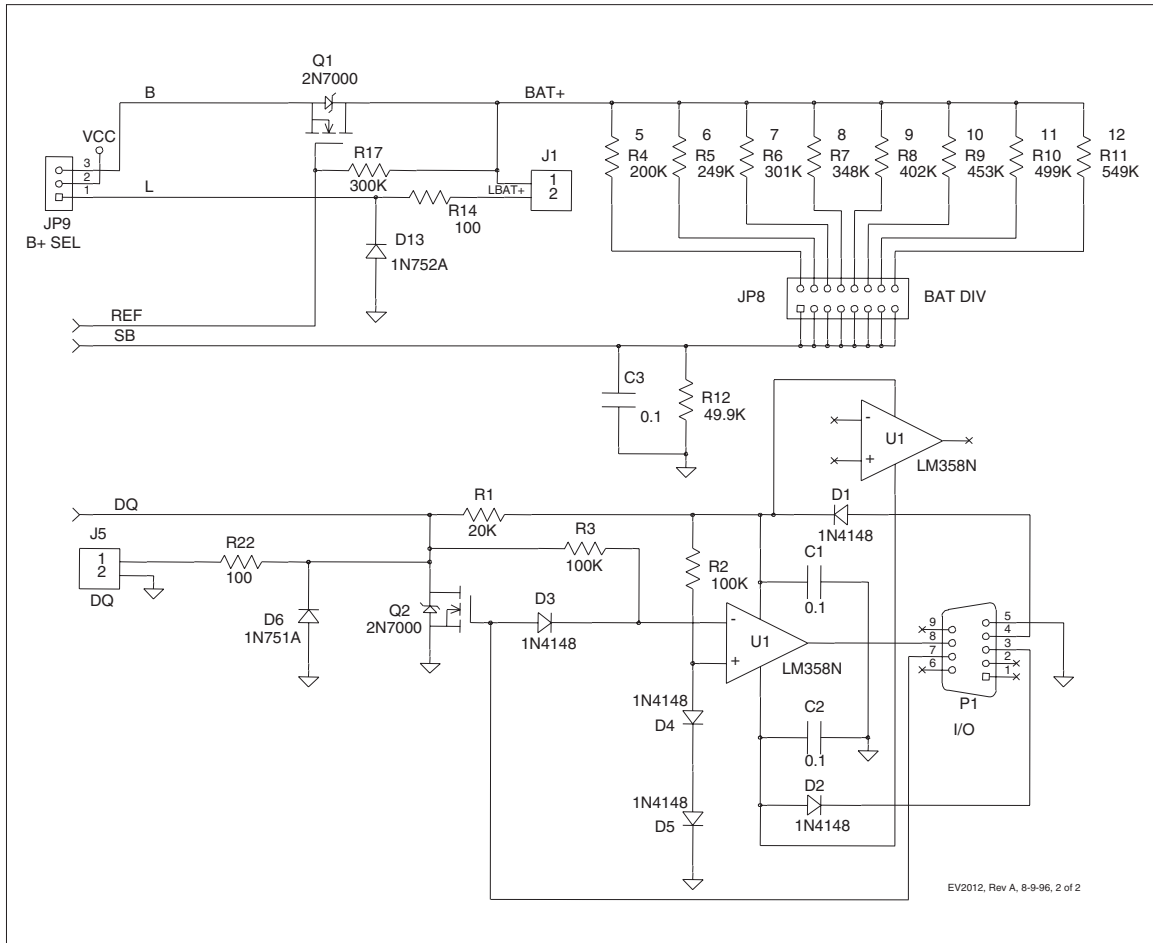 Q1
2N7000
B
BAT+
VCC
3
2
1
JP9
B+ SEL
L
R17
300K
LBAT+
R14
100
J1
1
2
D13
1N752A
5
R4
200K
6
R5
249K
7
R6
301K
8
R7
348K
9
R8
402K
10
R9
453K
11
R10
499K
12
R11
549K
JP8
BAT DIV
REF
SB
C3
0.1
R12
49.9K
-
+
U1
LM358N
DQ
J5
1
2
DQ
R22
100
D6
1N751A
R1
20K
R3
100K
Q2
2N7000
D3
1N4148
R2
100K
D1
1N4148
C1
0.1
-
+
U1
LM358N
1N4148
D4
1N4148
D5
C2
0.1
D2
1N4148
9
8
7
6
5
4
3
2
1
P1
I/O
EV2012, Rev A, 8-9-96, 2 of 2